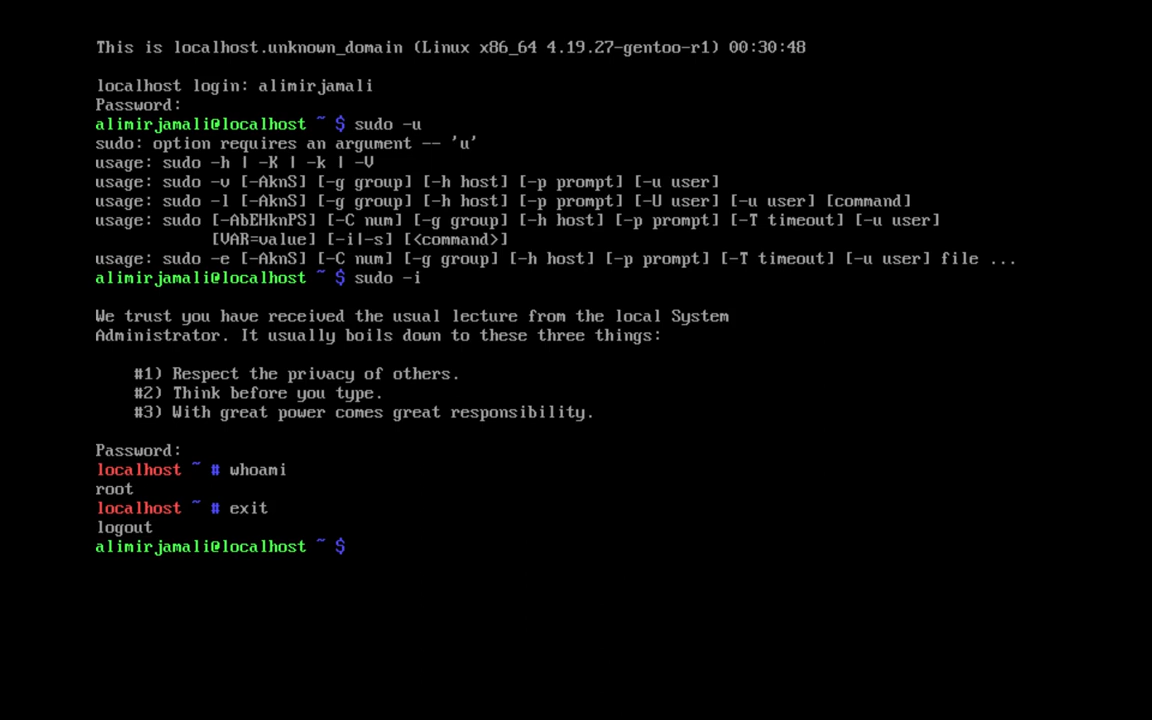 This is localhost.unknown_domain (Linux x86_64 4.19.27-gentoo-r1) 00:30:48
localhost login: alimirjamali
Password:
alimirjamali@localhost ~ $ sudo -u
sudo: option requires an argument -- 'u'
usage: sudo -h | -K | -k | -V
usage: sudo -v [-AknS] [-g group] [-h host] [-p prompt] [-u user]
usage: sudo -l [-AknS] [-g group] [-h host] [-p prompt] [-U user] [-u user] [command]
usage: sudo [-AbEHknPS] [-C num] [-g group] [-h host] [-p prompt] [-T timeout] [-u user]
[VAR=value] [-i|-s] [<command>]
usage: sudo -e [-AknS] [-C num] [-g group] [-h host] [-p prompt] [-T timeout] [-u user] file ...
alimirjamali@localhost ~ $ sudo -i
We trust you have received the usual lecture from the local System
Administrator. It usually boils down to these three things:
#1) Respect the privacy of others.
#2) Think before you type.
#3) With great power comes great responsibility.
Password:
localhost ~ # whoami
root
localhost ~ # exit
logout
alimirjamali@localhost ~ $